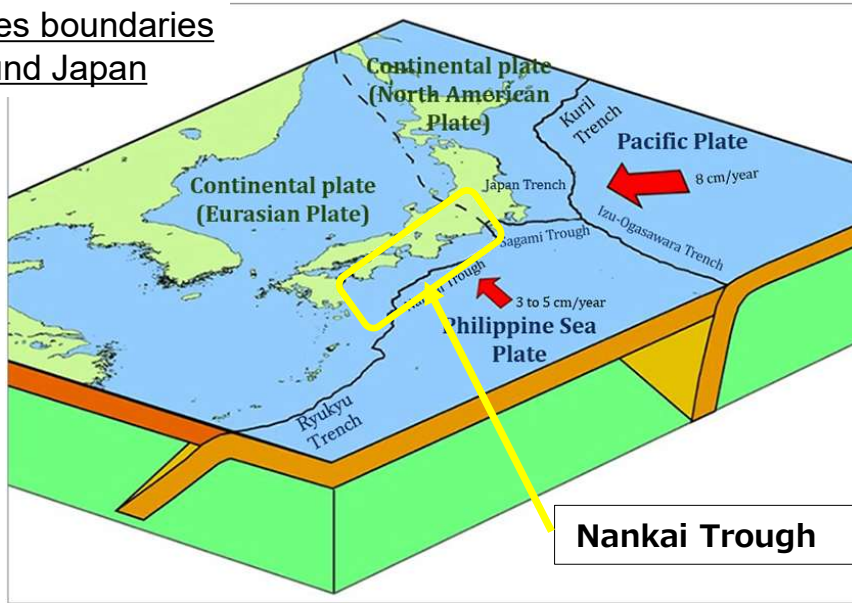 es boundaries
und Japan
Continental plate
(North American
Plate)
Kuril
Trench
Pacific Plate
8 cm/year
Continental plate
(Eurasian Plate)
Japan Trench
Izu-Ogasawara Trench
Sagami Trough
Trough
3 to 5 cm/year
Philippine Sea
Plate
Ryukyu
Trench
Nankai Trough